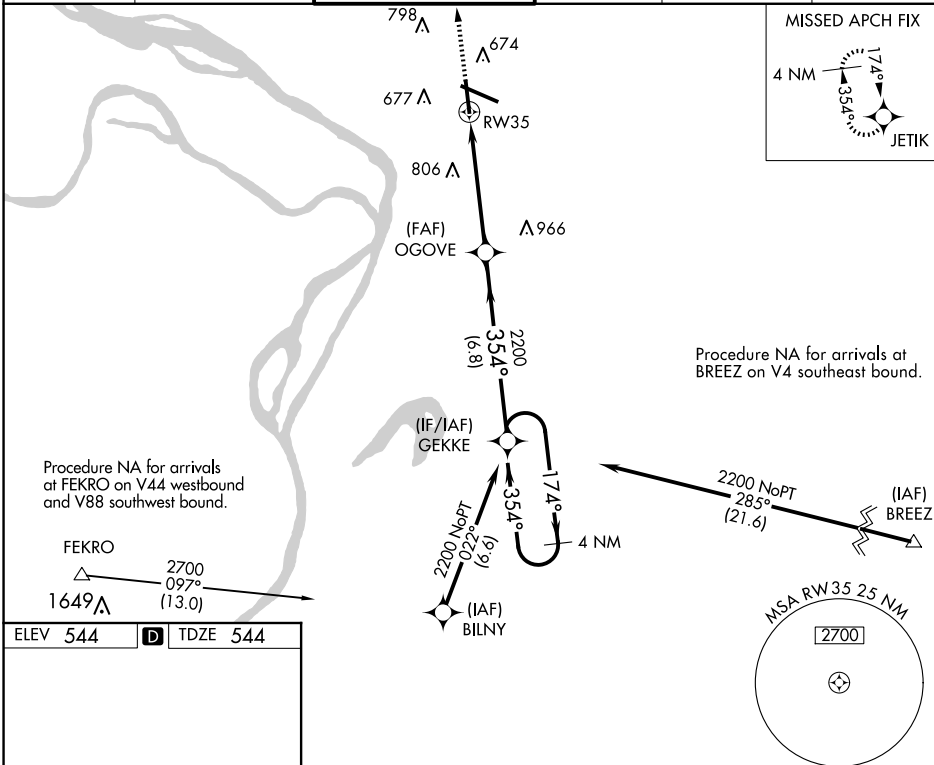 798
674
677
RW35
806
(FAF)
OGOVE
966
MISSED APCH FIX
4 NM
174°
354°
JETIK
2200
354°
(6.8)
Procedure NA for arrivals at
BREEZ on V4 southeast bound.
(IF/IAF)
GEKKE
Procedure NA for arrivals
at FEKRO on V44 westbound
and V88 southwest bound.
354°
174°
4 NM
2200 NoPT
285°
(21.6)
(IAF)
BREEZ
2200 NoPT
022°
(6.6)
FEKRO
2700
097°
(13.0)
1649
(IAF)
BILNY
MSA RW35 25 NM
2700
ELEV 544 D TDZE 544